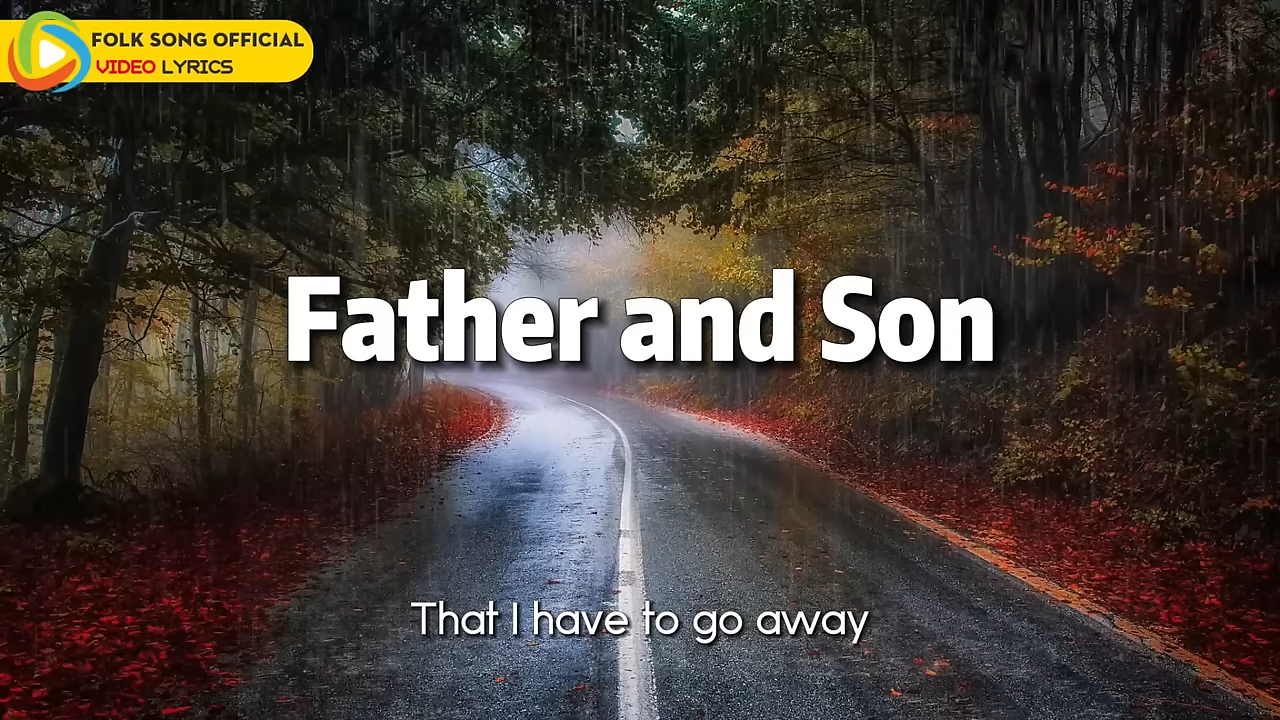 FOLK SONG OFFICIAL
VIDEO LYRICS
Father and Son
That I have to go away